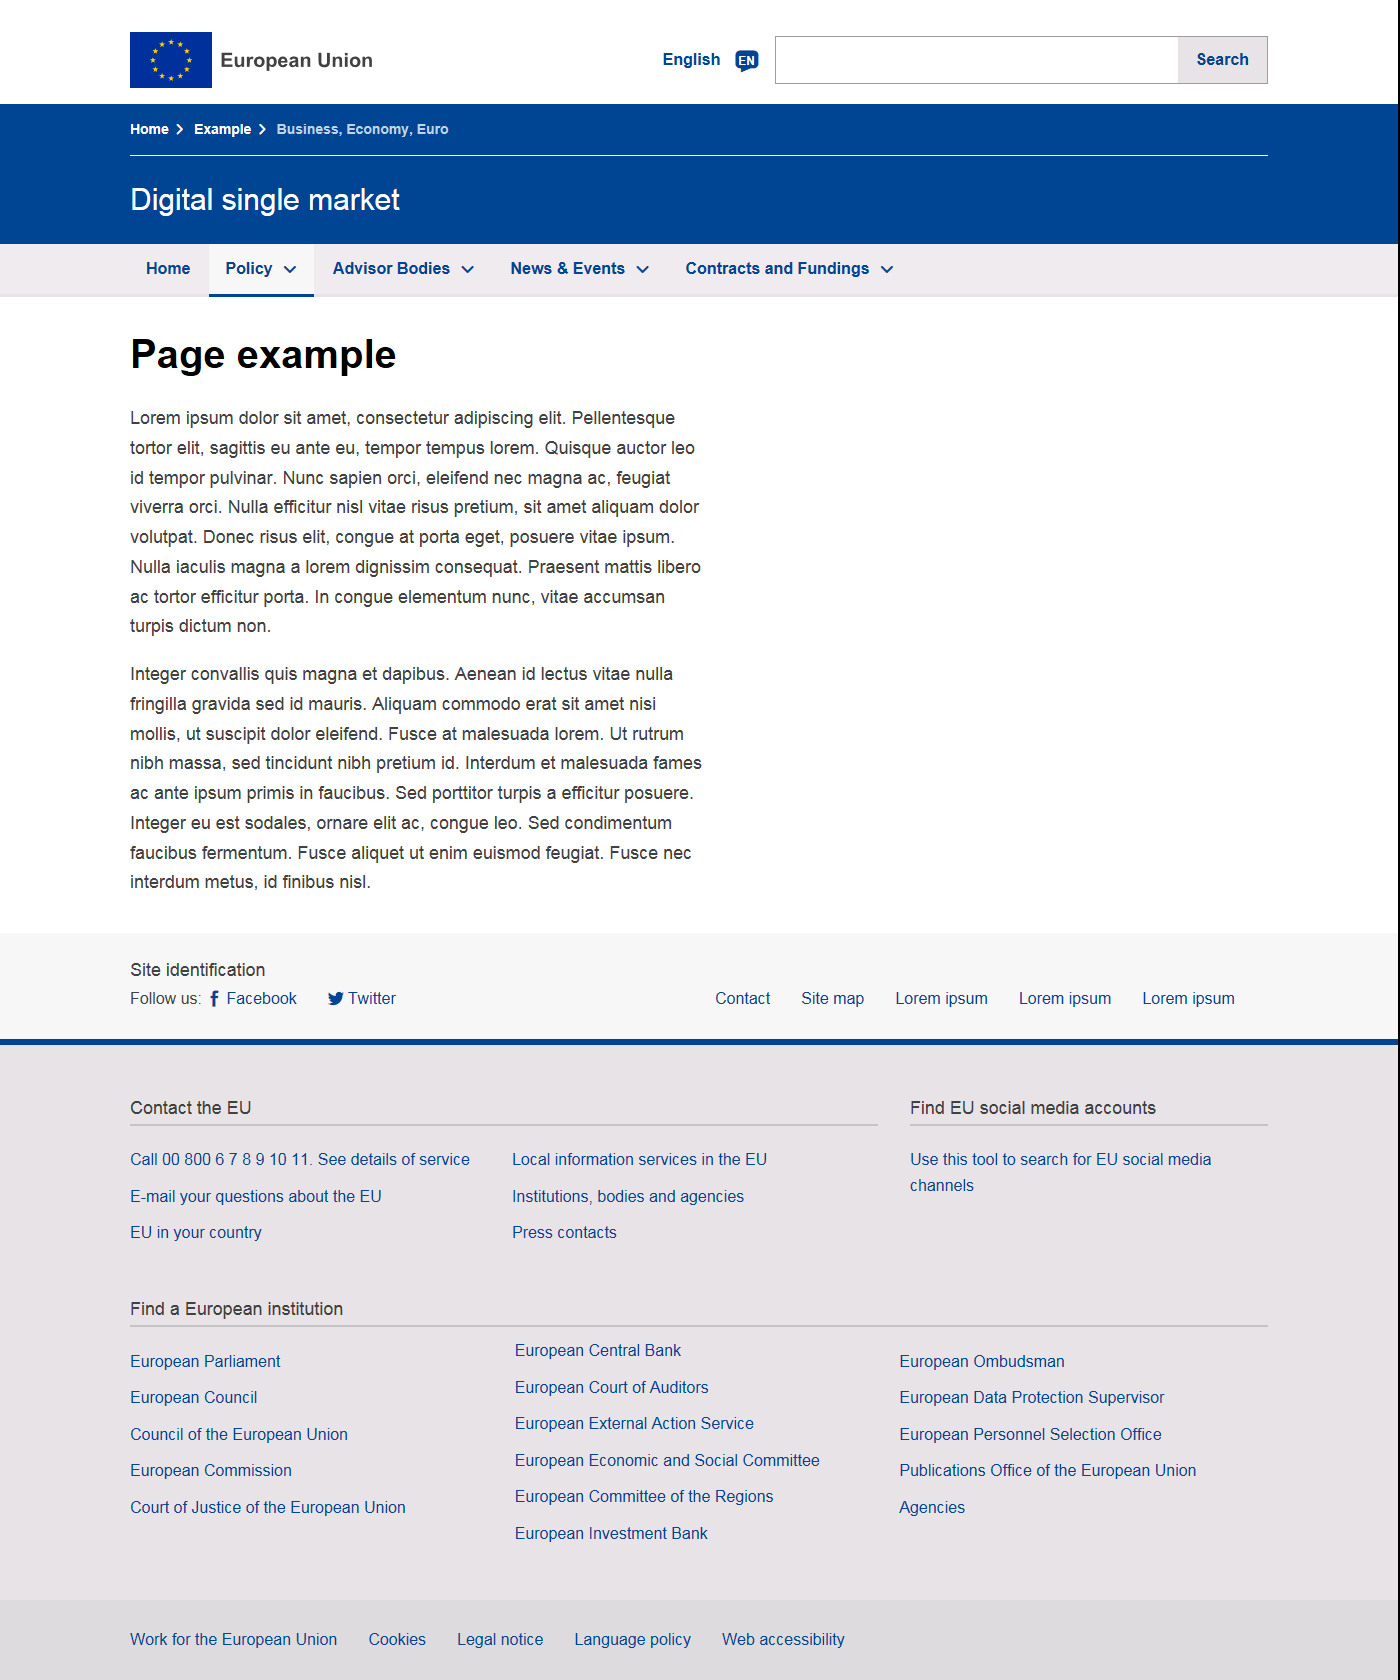 European Union
English EN Search
Home Example Business, Economy, Euro
Digital single market
Home Policy Advisor Bodies News & Events Contracts and Fundings
Page example
Lorem ipsum dolor sit amet, consectetur adipiscing elit. Pellentesque
tortor elit, sagittis eu ante eu, tempor tempus lorem. Quisque auctor leo
id tempor pulvinar. Nunc sapien orci, eleifend nec magna ac, feugiat
viverra orci. Nulla efficitur nisl vitae risus pretium, sit amet aliquam dolor
volutpat. Donec risus elit, congue at porta eget, posuere vitae ipsum.
Nulla iaculis magna a lorem dignissim consequat. Praesent mattis libero
ac tortor efficitur porta. In congue elementum nunc, vitae accumsan
turpis dictum non.
Integer convallis quis magna et dapibus. Aenean id lectus vitae nulla
fringilla gravida sed id mauris. Aliquam commodo erat sit amet nisi
mollis, ut suscipit dolor eleifend. Fusce at malesuada lorem. Ut rutrum
nibh massa, sed tincidunt nibh pretium id. Interdum et malesuada fames
ac ante ipsum primis in faucibus. Sed porttitor turpis a efficitur posuere.
Integer eu est sodales, ornare elit ac, congue leo. Sed condimentum
faucibus fermentum. Fusce aliquet ut enim euismod feugiat. Fusce nec
interdum metus, id finibus nisl.
Site identification
Follow us: Facebook Twitter Contact Site map Lorem ipsum Lorem ipsum Lorem ipsum
Contact the EU
Call 00 800 6 7 8 9 10 11. See details of service
E-mail your questions about the EU
EU in your country
Local information services in the EU
Institutions, bodies and agencies
Press contacts
Find EU social media accounts
Use this tool to search for EU social media
channels
Find a European institution
European Parliament
European Council
Council of the European Union
European Commission
Court of Justice of the European Union
European Central Bank
European Court of Auditors
European External Action Service
European Economic and Social Committee
European Committee of the Regions
European Investment Bank
European Ombudsman
European Data Protection Supervisor
European Personnel Selection Office
Publications Office of the European Union
Agencies
Work for the European Union Cookies Legal notice Language policy Web accessibility